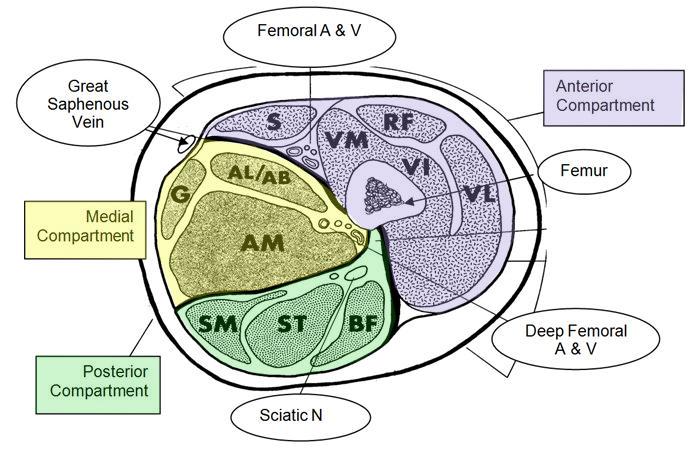 Femoral A & V
Great
Saphenous
Vein
Anterior
Compartment
S
VM
RF
VI
VL
Femur
AL/AB
G
AM
Medial
Compartment
SM
ST
BF
Deep Femoral
A & V
Posterior
Compartment
Sciatic N